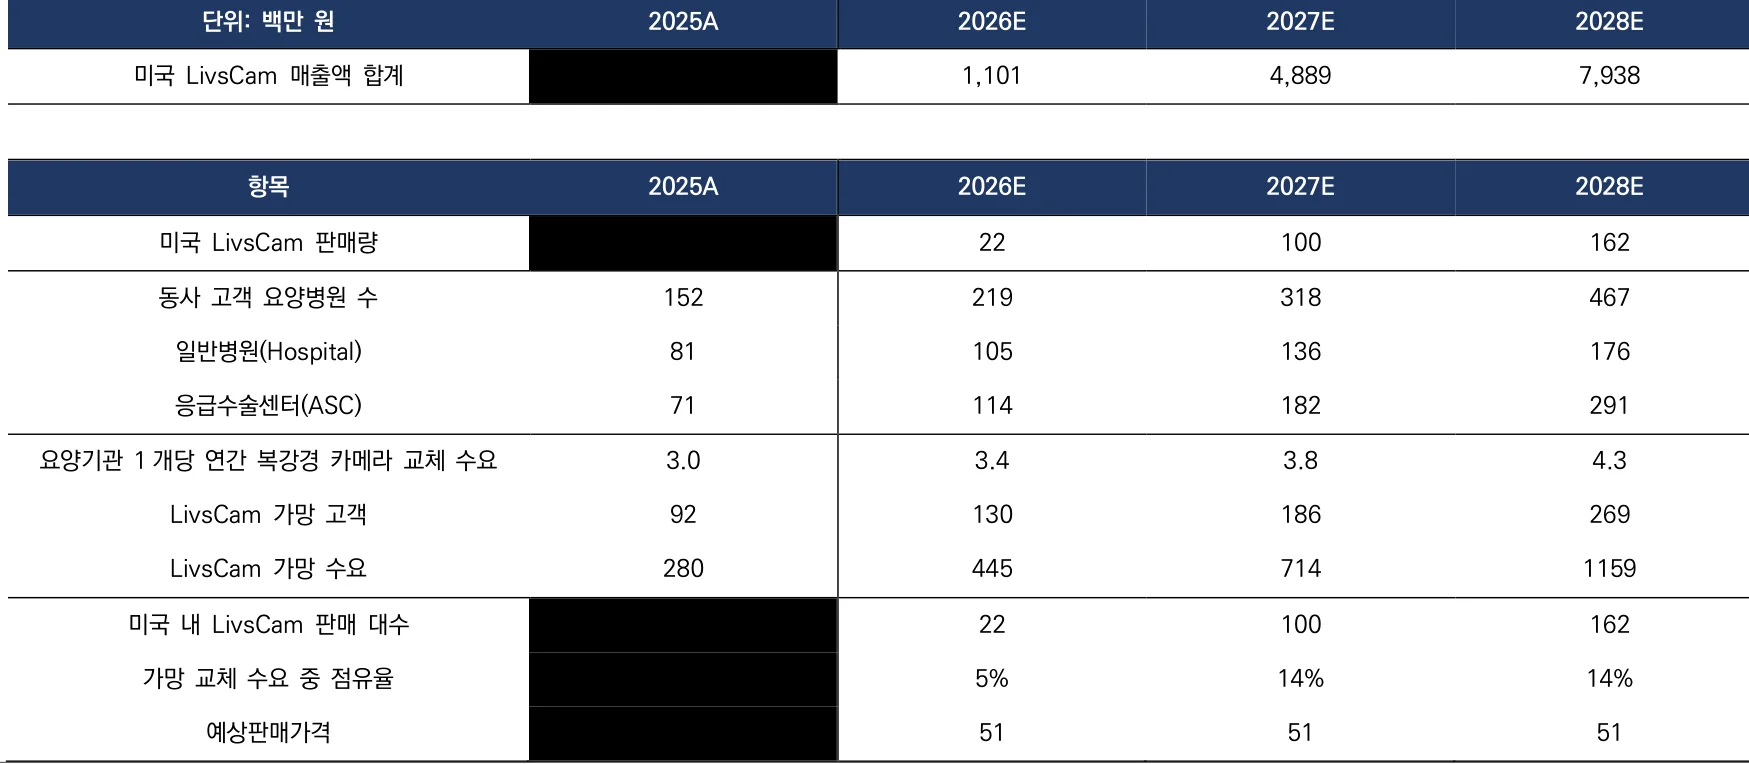 단위: 백만 원 2025A 2026E 2027E 2028E
미국 LivsCam 매출액 합계 1,101 4,889 7,938
항목 2025A 2026E 2027E 2028E
미국 LivsCam 판매량 22 100 162
동사 고객 요양병원 수 152 219 318 467
일반병원(Hospital) 81 105 136 176
응급수술센터(ASC) 71 114 182 291
요양기관 1개당 연간 복강경 카메라 교체 수요 3.0 3.4 3.8 4.3
LivsCam 가망 고객 92 130 186 269
LivsCam 가망 수요 280 445 714 1159
미국 내 LivsCam 판매 대수 22 100 162
가망 교체 수요 중 점유율 5% 14% 14%
예상판매가격 51 51 51